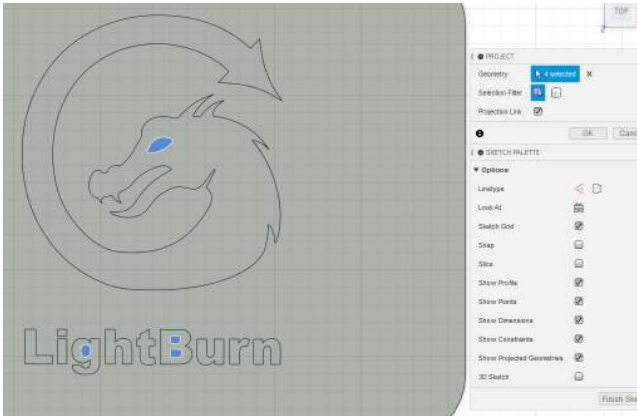 TOP
Z
PROJECT
Geometry 4 selected
Selection Filter
Projection Link
OK Canc
SKETCH PALETTE
Options
Linetype
Look At
Sketch Grid
Snap
Slice
Show Profile
Show Points
Show Dimensions
Show Constraints
Show Projected Geometries
3D Sketch
Finish Ske
LightBurn